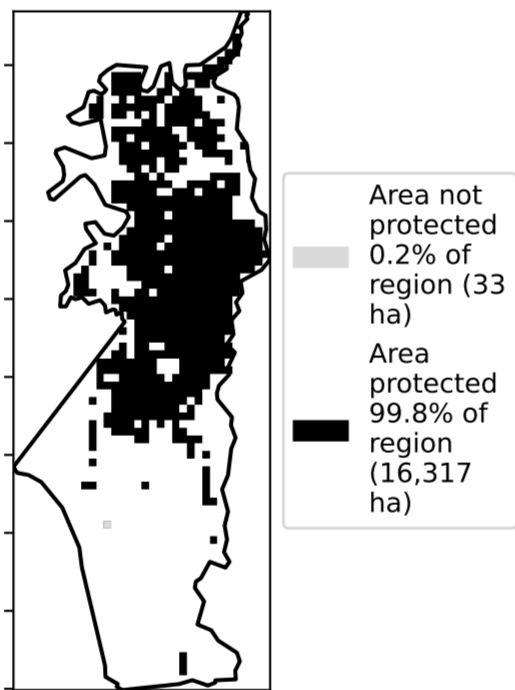 Area not
protected
0.2% of
region (33
ha)
Area
protected
99.8% of
region
(16,317
ha)